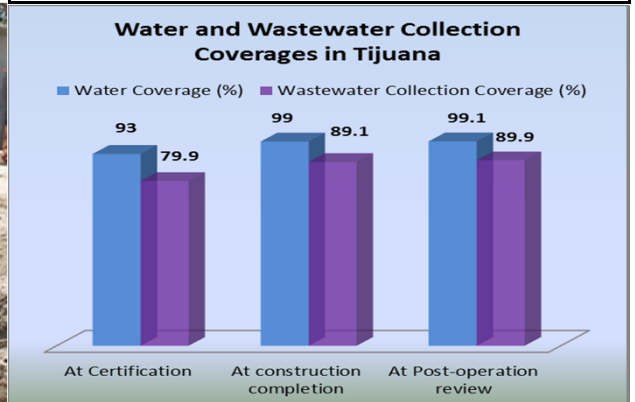 Water and Wastewater Collection
Coverages in Tijuana
Water Coverage (%) Wastewater Collection Coverage (%)
93 79.9 99 89.1 99.1 89.9
At Certification At construction completion At Post-operation review